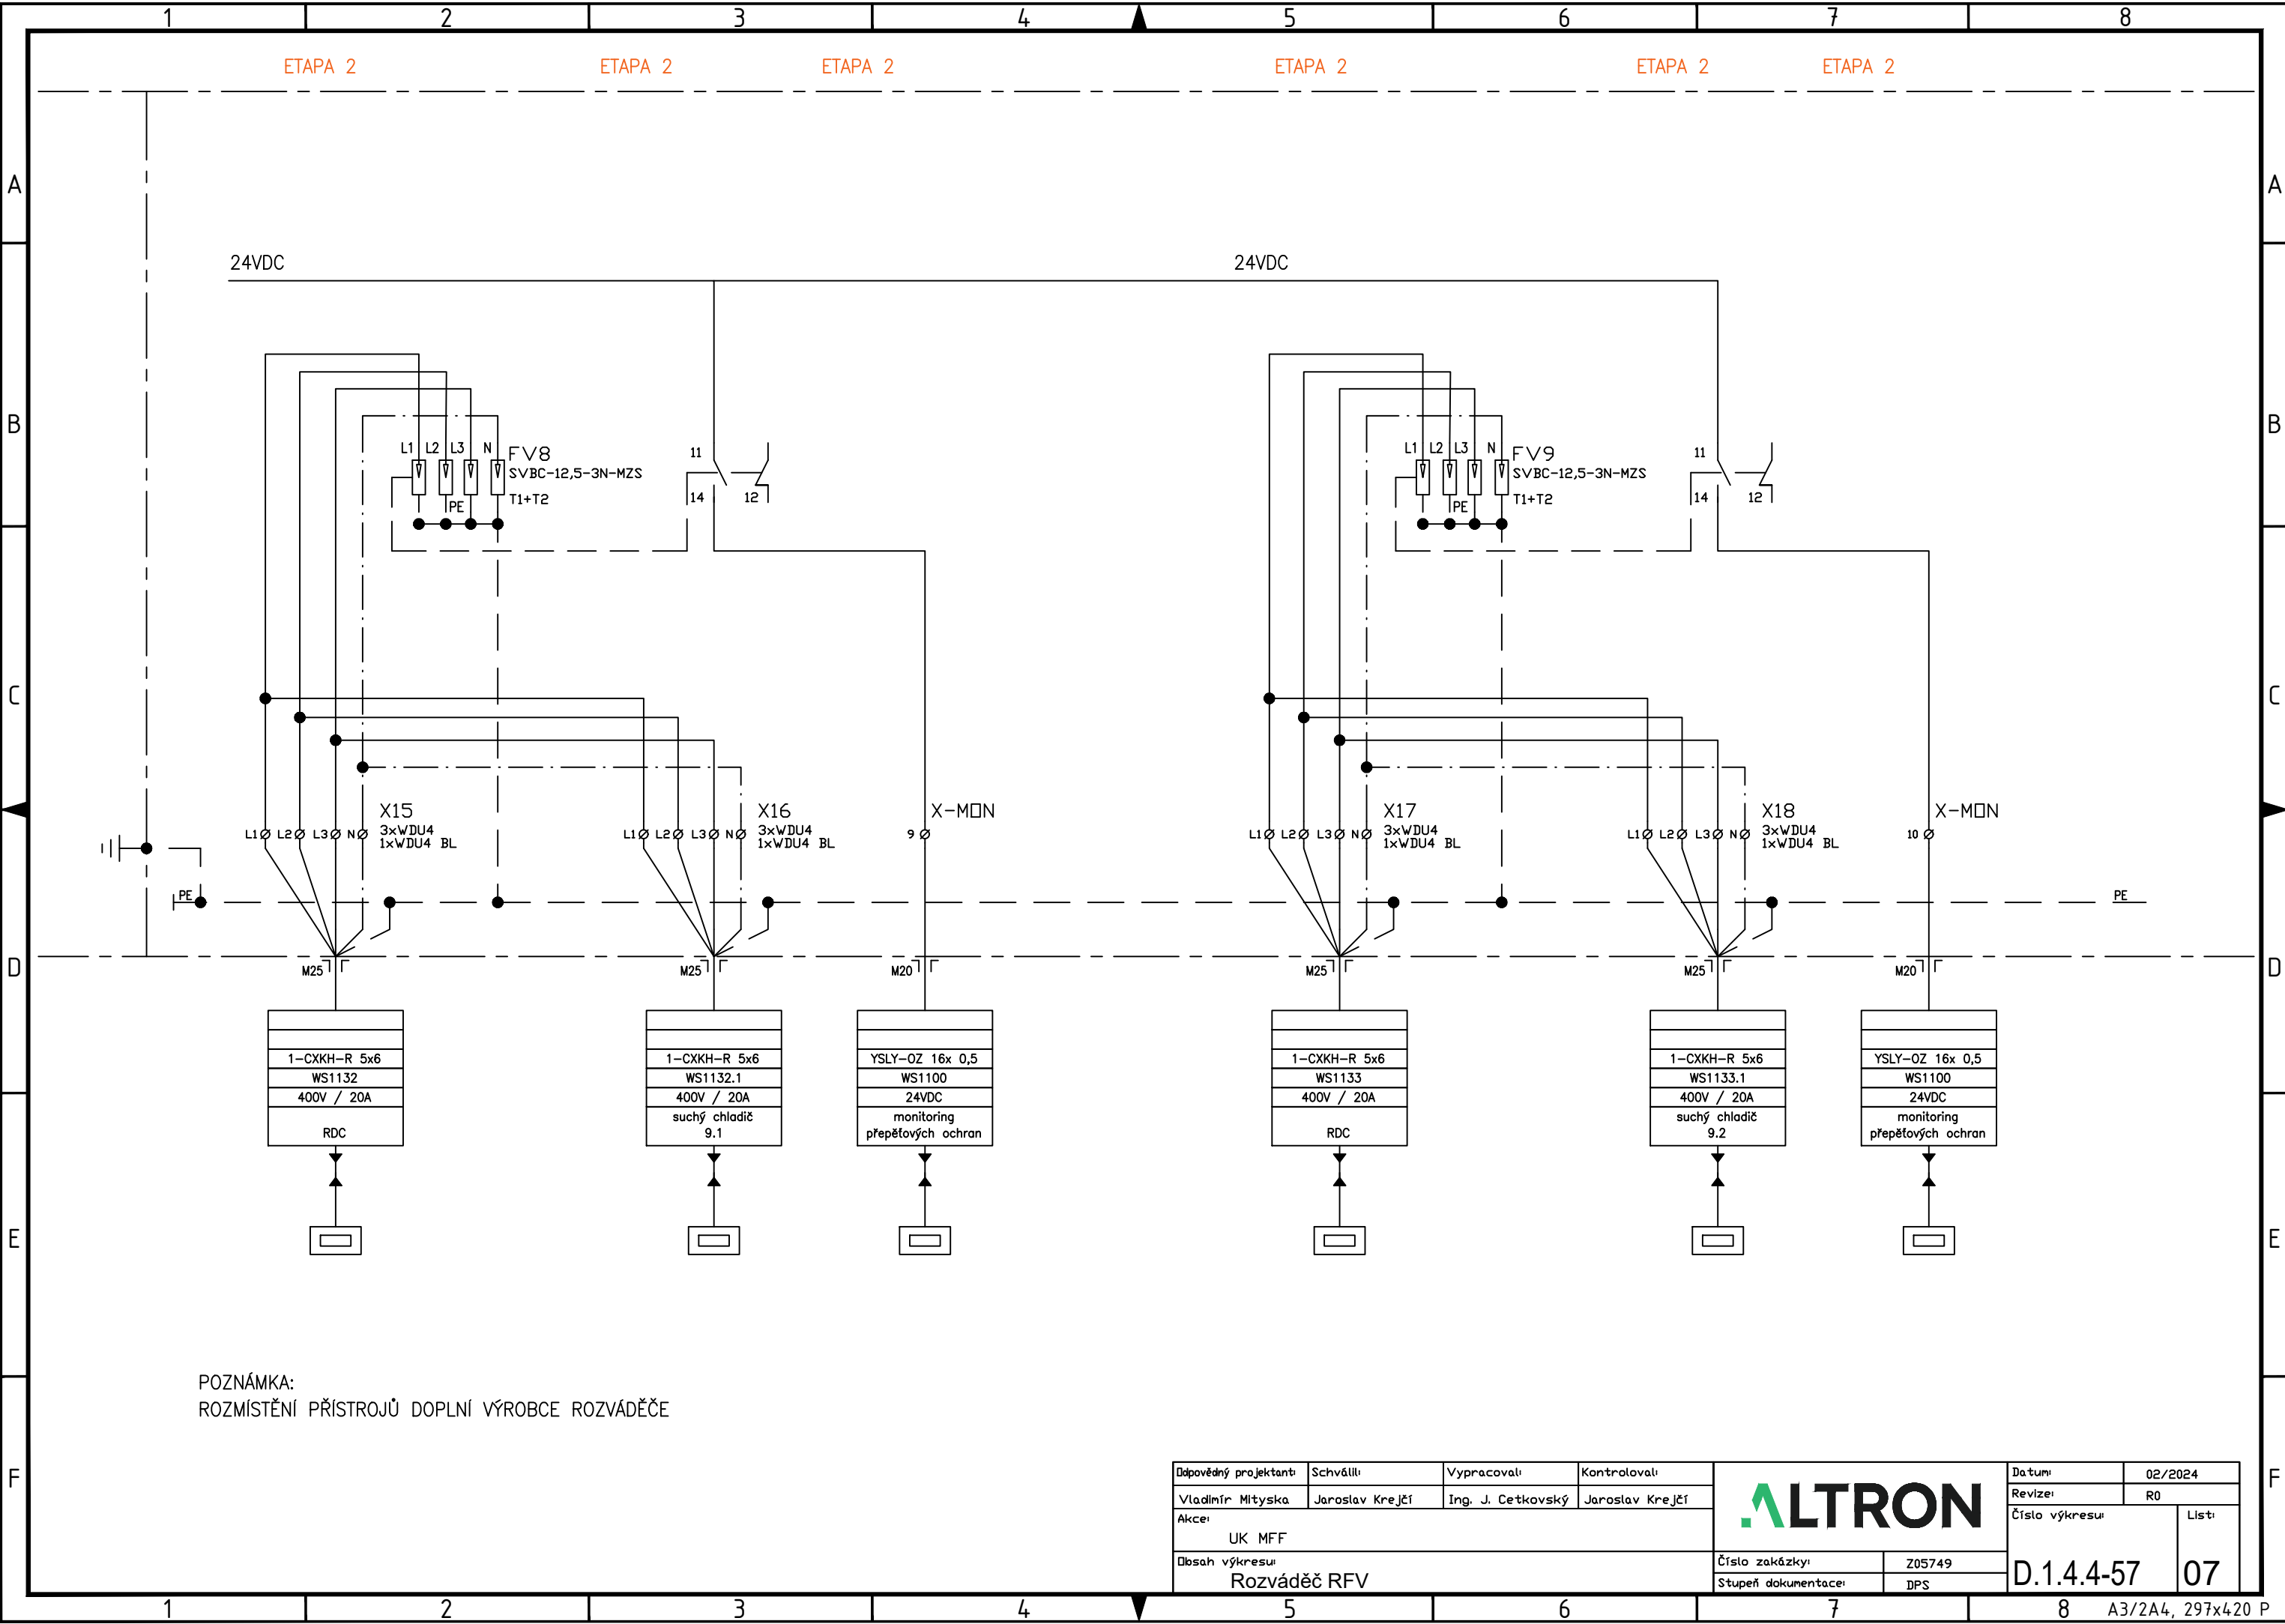 1 2 3 4 5 6 7 8
ETAPA 2 ETAPA 2 ETAPA 2 ETAPA 2 ETAPA 2 ETAPA 2
A A
24VDC 24VDC
B B
L1 L2 L3 N FV8 11 L1 L2 L3 N FV9 11
SVBC-12,5-3N-MZS SVBC-12,5-3N-MZS
T1+T2 14 12 T1+T2 14 12
PE PE
C C
X15 X16 X-MON X17 X18 X-MON
L1 L2 L3 N 3xWDU4 L1 L2 L3 N 3xWDU4 9 L1 L2 L3 N 3xWDU4 L1 L2 L3 N 3xWDU4 10
1xWDU4 BL 1xWDU4 BL 1xWDU4 BL 1xWDU4 BL
PE PE
D D
M25 M25 M20 M25 M25 M20
1-CXKH-R 5x6 1-CXKH-R 5x6 YSLY-OZ 16x 0,5 1-CXKH-R 5x6 1-CXKH-R 5x6 YSLY-OZ 16x 0,5
WS1132 WS1132.1 WS1100 WS1133 WS1133.1 WS1100
400V / 20A 400V / 20A 24VDC 400V / 20A 400V / 20A 24VDC
suchý chladič monitoring suchý chladič monitoring
RDC 9.1 přepěťových ochran RDC 9.2 přepěťových ochran
E E
POZNÁMKA:
ROZMÍSTĚNÍ PŘÍSTROJŮ DOPLNÍ VÝROBCE ROZVÁDĚČE
F F
Odpovědný projektant: Schválil: Vypracoval: Kontroloval:
Vladimír Mltyska Jaroslav Krejčí Ing. J. Cetkovský Jaroslav Krejčí
Akce:
UK MFF
Obsah výkresu:
Rozváděč RFV
ALTRON
Číslo zakázky: Z05749
Stupeň dokumentace: DPS
Datum: 02/2024
Revize: R0
Číslo výkresu: List:
D.1.4.4-57 07
1 2 3 4 5 6 7 8
A3/2A4, 297x420 P